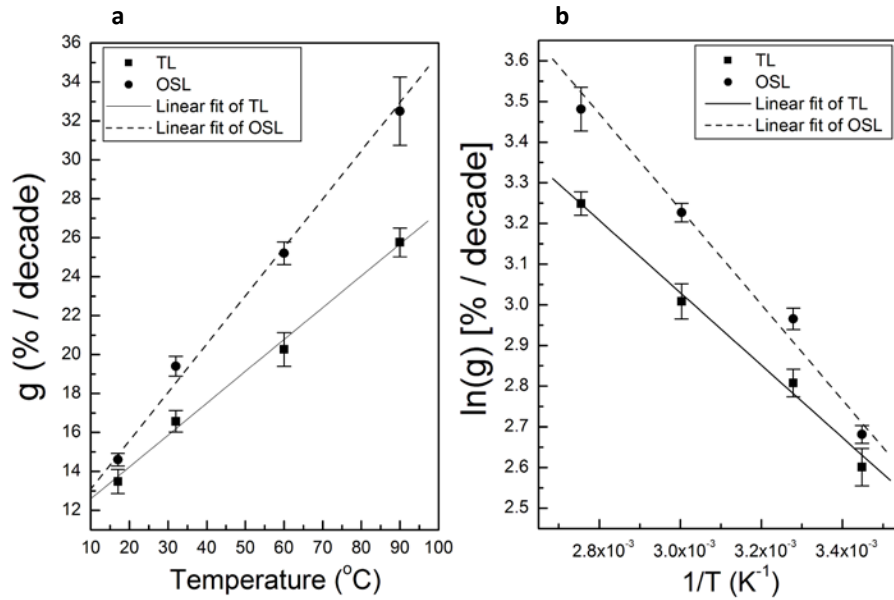 a
g (% / decade)
36
34
32
30
28
26
24
22
20
18
16
14
12
TL
OSL
Linear fit of TL
Linear fit of OSL
10 20 30 40 50 60 70 80 90 100
Temperature (°C)
b
ln(g) [% / decade]
3.6
3.5
3.4
3.3
3.2
3.1
3.0
2.9
2.8
2.7
2.6
2.5
TL
OSL
Linear fit of TL
Linear fit of OSL
2.8x10⁻³ 3.0x10⁻³ 3.2x10⁻³ 3.4x10⁻³
1/T (K⁻¹)